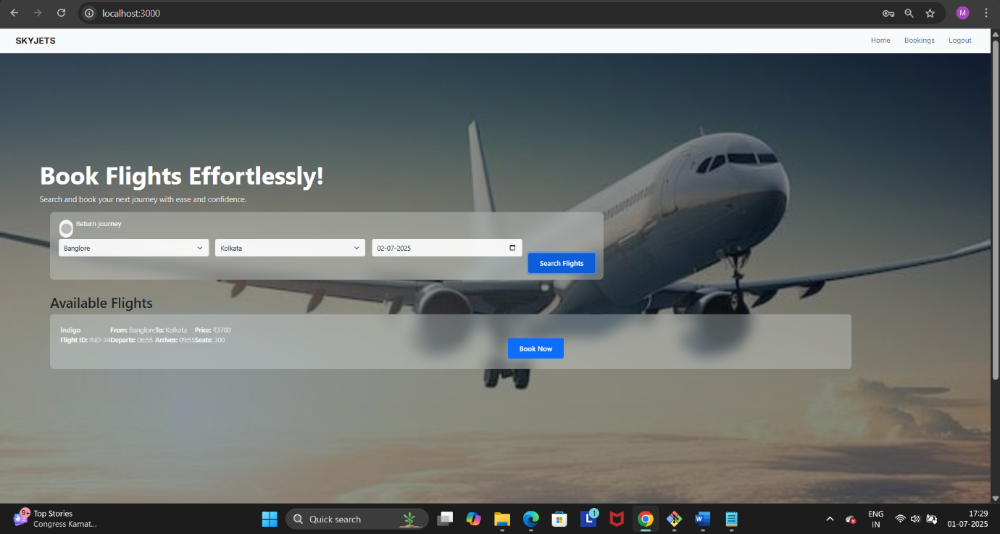 localhost:3000
M
SKYJETS
Home Bookings Logout
Book Flights Effortlessly!
Search and book your next journey with ease and confidence.
Return journey
Banglore Kolkata 02-07-2025
Search Flights
Available Flights
Indigo From: BangloreTo: Kolkata Price: ₹3700
Flight ID: IND-34Departs: 06:55 Arrives: 09:55Seats: 300
Book Now
9+ Top Stories
Congress Karnat...
Quick search
L 1
W
ENG
IN
17:29
01-07-2025